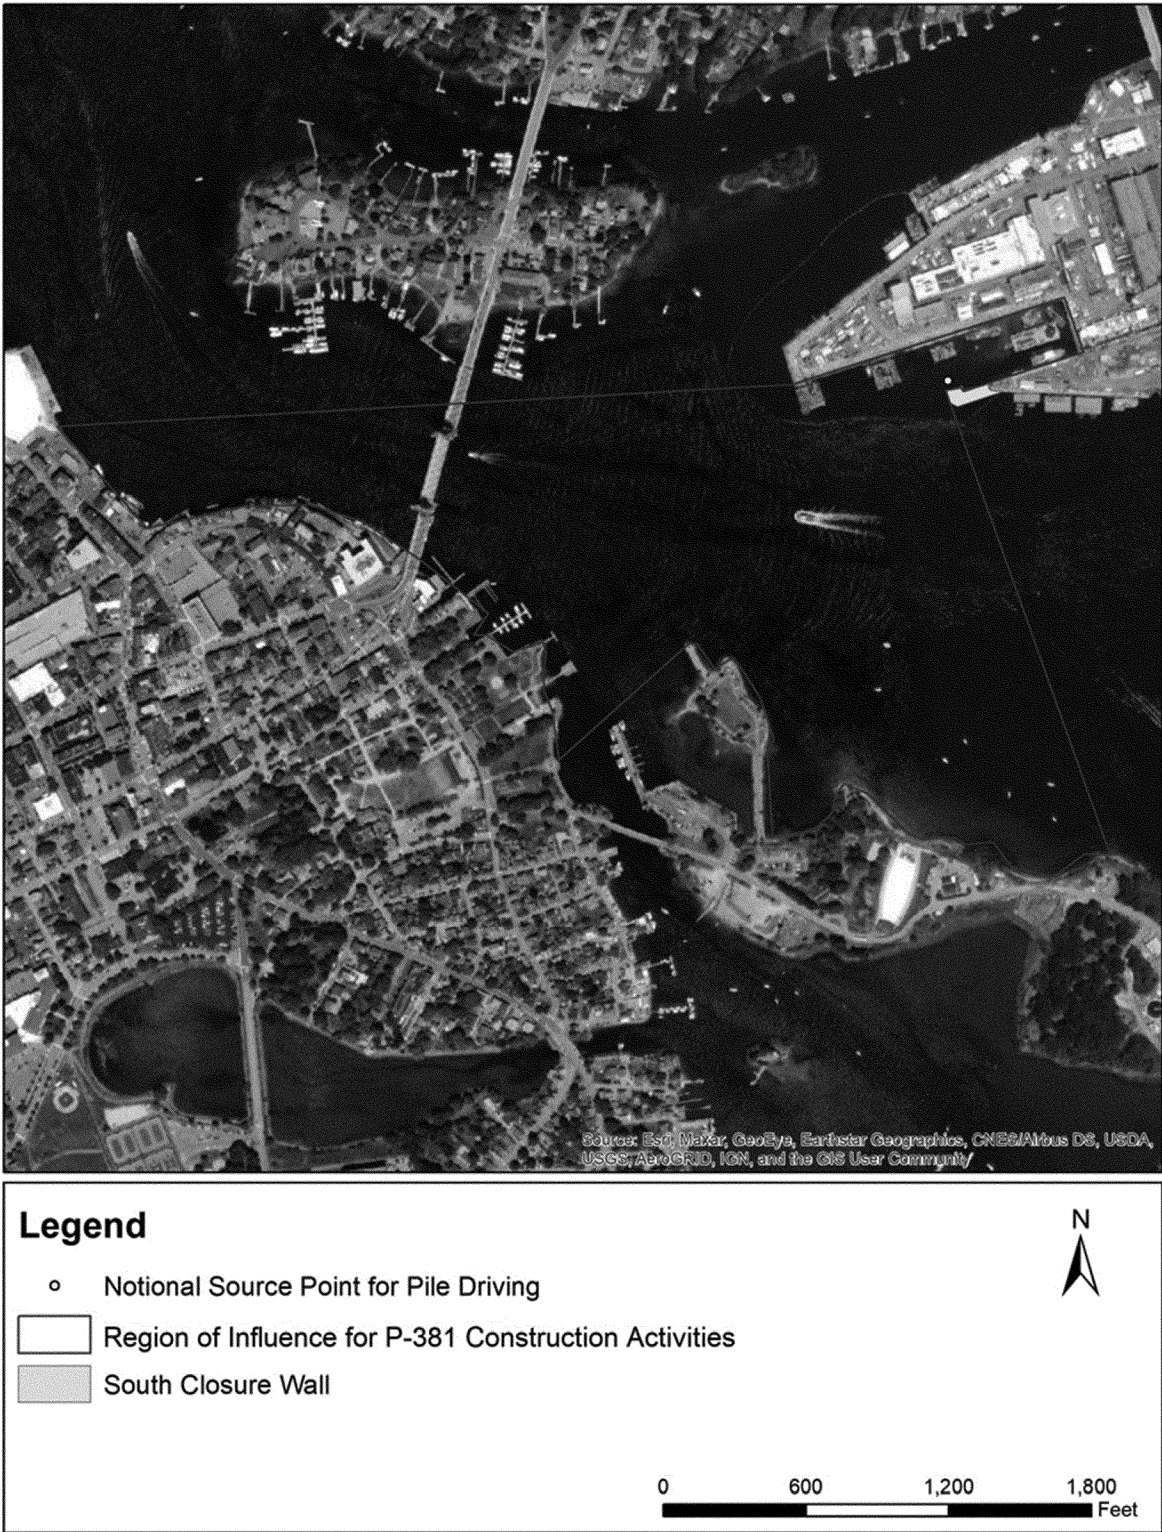 Source: Esri, Maxar, GeoEye, Earthstar Geographics, CNES/Airbus DS, USDA,
USGS, AeroGRID, IGN, and the GIS User Community
Legend
N
Notional Source Point for Pile Driving
Region of Influence for P-381 Construction Activities
South Closure Wall
0 600 1,200 1,800
Feet